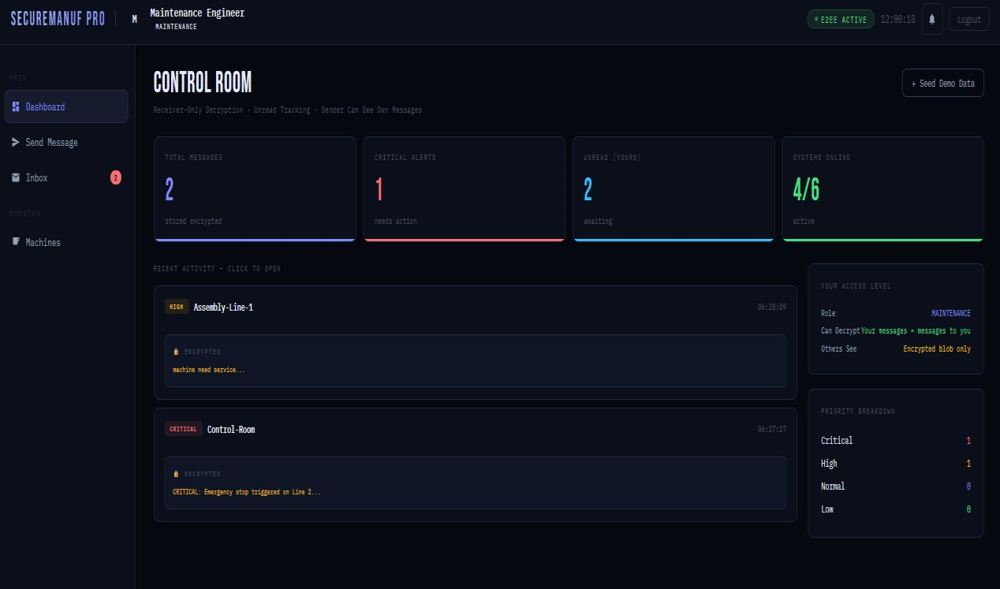 SECUREMANUF PRO
M
Maintenance Engineer
MAINTENANCE
E2EE ACTIVE
12:00:18
Logout
MAIN
Dashboard
Send Message
Inbox
2
MONITOR
Machines
CONTROL ROOM
Receiver-Only Decryption · Unread Tracking · Sender Can See Own Messages
+ Seed Demo Data
TOTAL MESSAGES
2
stored encrypted
CRITICAL ALERTS
1
needs action
UNREAD (YOURS)
2
awaiting
SYSTEMS ONLINE
4/6
active
RECENT ACTIVITY — CLICK TO OPEN
HIGH Assembly-Line-1 06:28:09
ENCRYPTED
machine need service...
CRITICAL Control-Room 06:27:27
ENCRYPTED
CRITICAL: Emergency stop triggered on Line 2...
YOUR ACCESS LEVEL
Role MAINTENANCE
Can Decrypt Your messages + messages to you
Others See Encrypted blob only
PRIORITY BREAKDOWN
Critical 1
High 1
Normal 0
Low 0